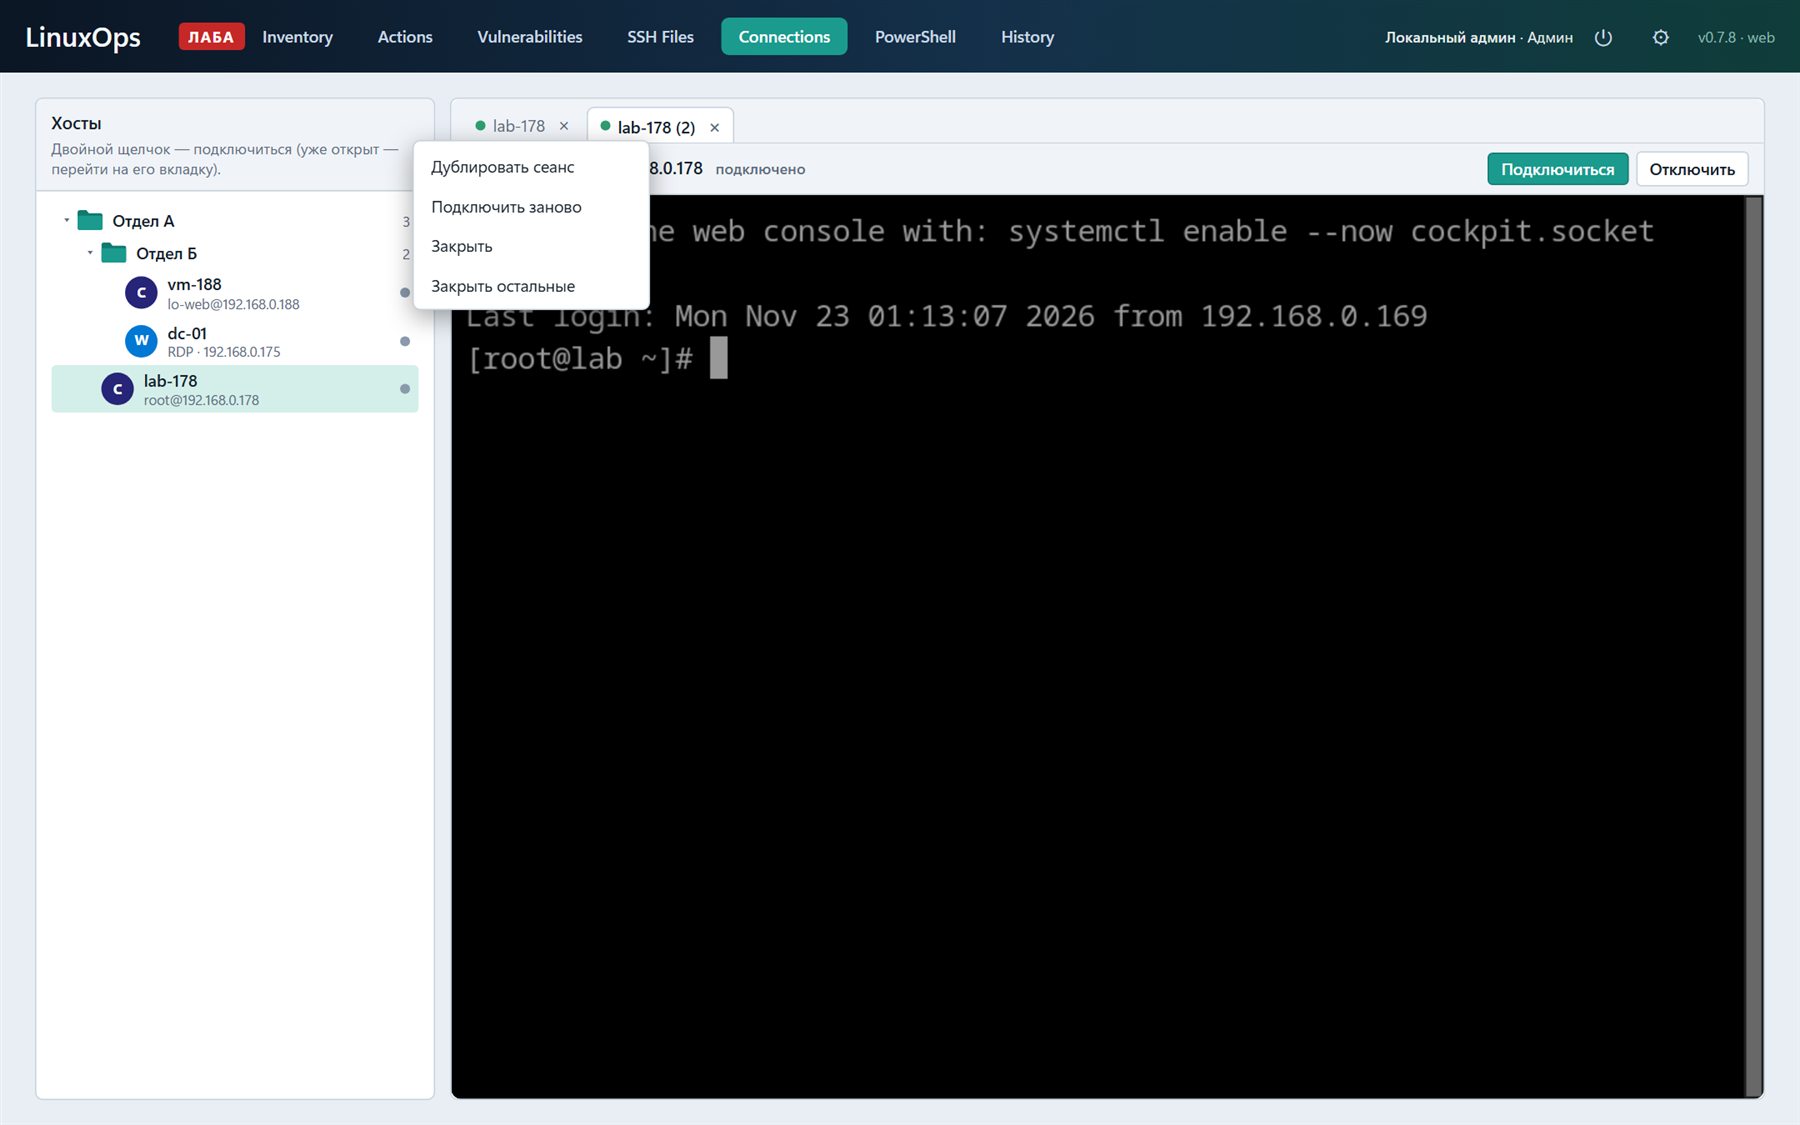 LinuxOps
ЛАБА
Inventory
Actions
Vulnerabilities
SSH Files
Connections
PowerShell
History
Локальный админ · Админ
v0.7.8 · web
Хосты
Двойной щелчок — подключиться (уже открыт —
перейти на его вкладку).
Отдел А
3
Отдел Б
2
C
vm-188
lo-web@192.168.0.188
W
dc-01
RDP · 192.168.0.175
C
lab-178
root@192.168.0.178
lab-178 ×
lab-178 (2) ×
Дублировать сеанс
Подключить заново
Закрыть
Закрыть остальные
8.0.178 подключено
Подключиться
Отключить
web console with: systemctl enable --now cockpit.socket
Last login: Mon Nov 23 01:13:07 2026 from 192.168.0.169
[root@lab ~]#